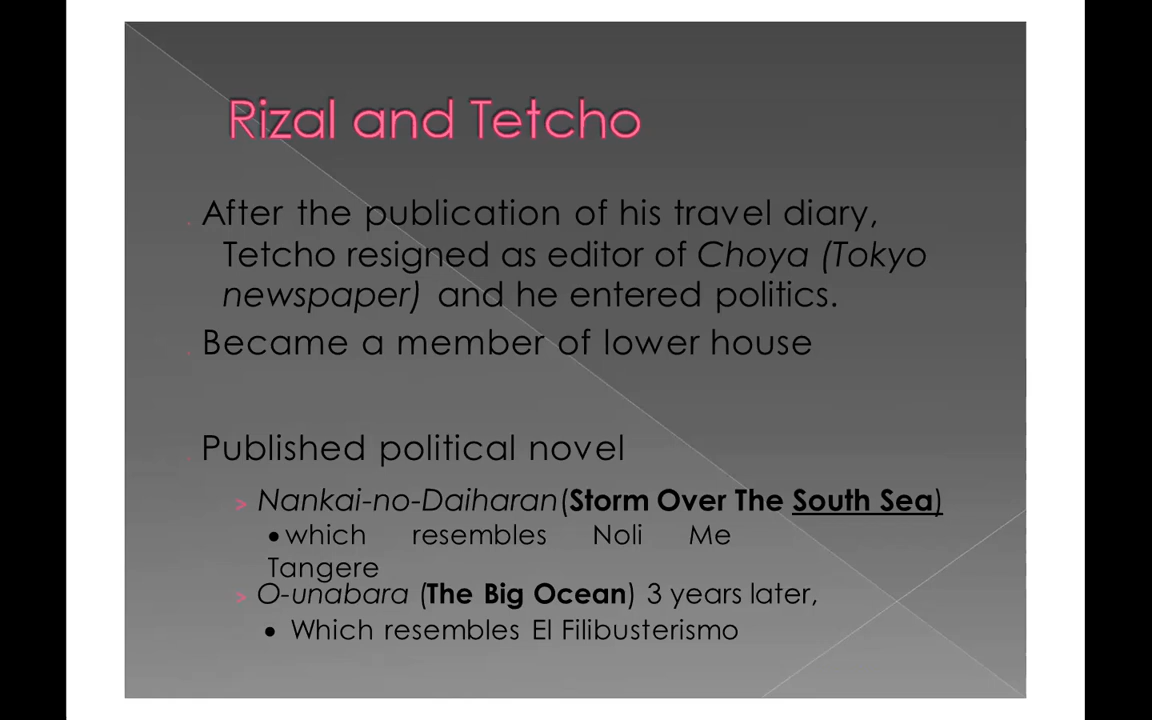 Rizal and Tetcho
After the publication of his travel diary,
Tetcho resigned as editor of Choya (Tokyo
newspaper) and he entered politics.
Became a member of lower house
Published political novel
> Nankai-no-Daiharan(Storm Over The South Sea)
• which resembles Noli Me
Tangere
> O-unabara (The Big Ocean) 3 years later,
• Which resembles El Filibusterismo